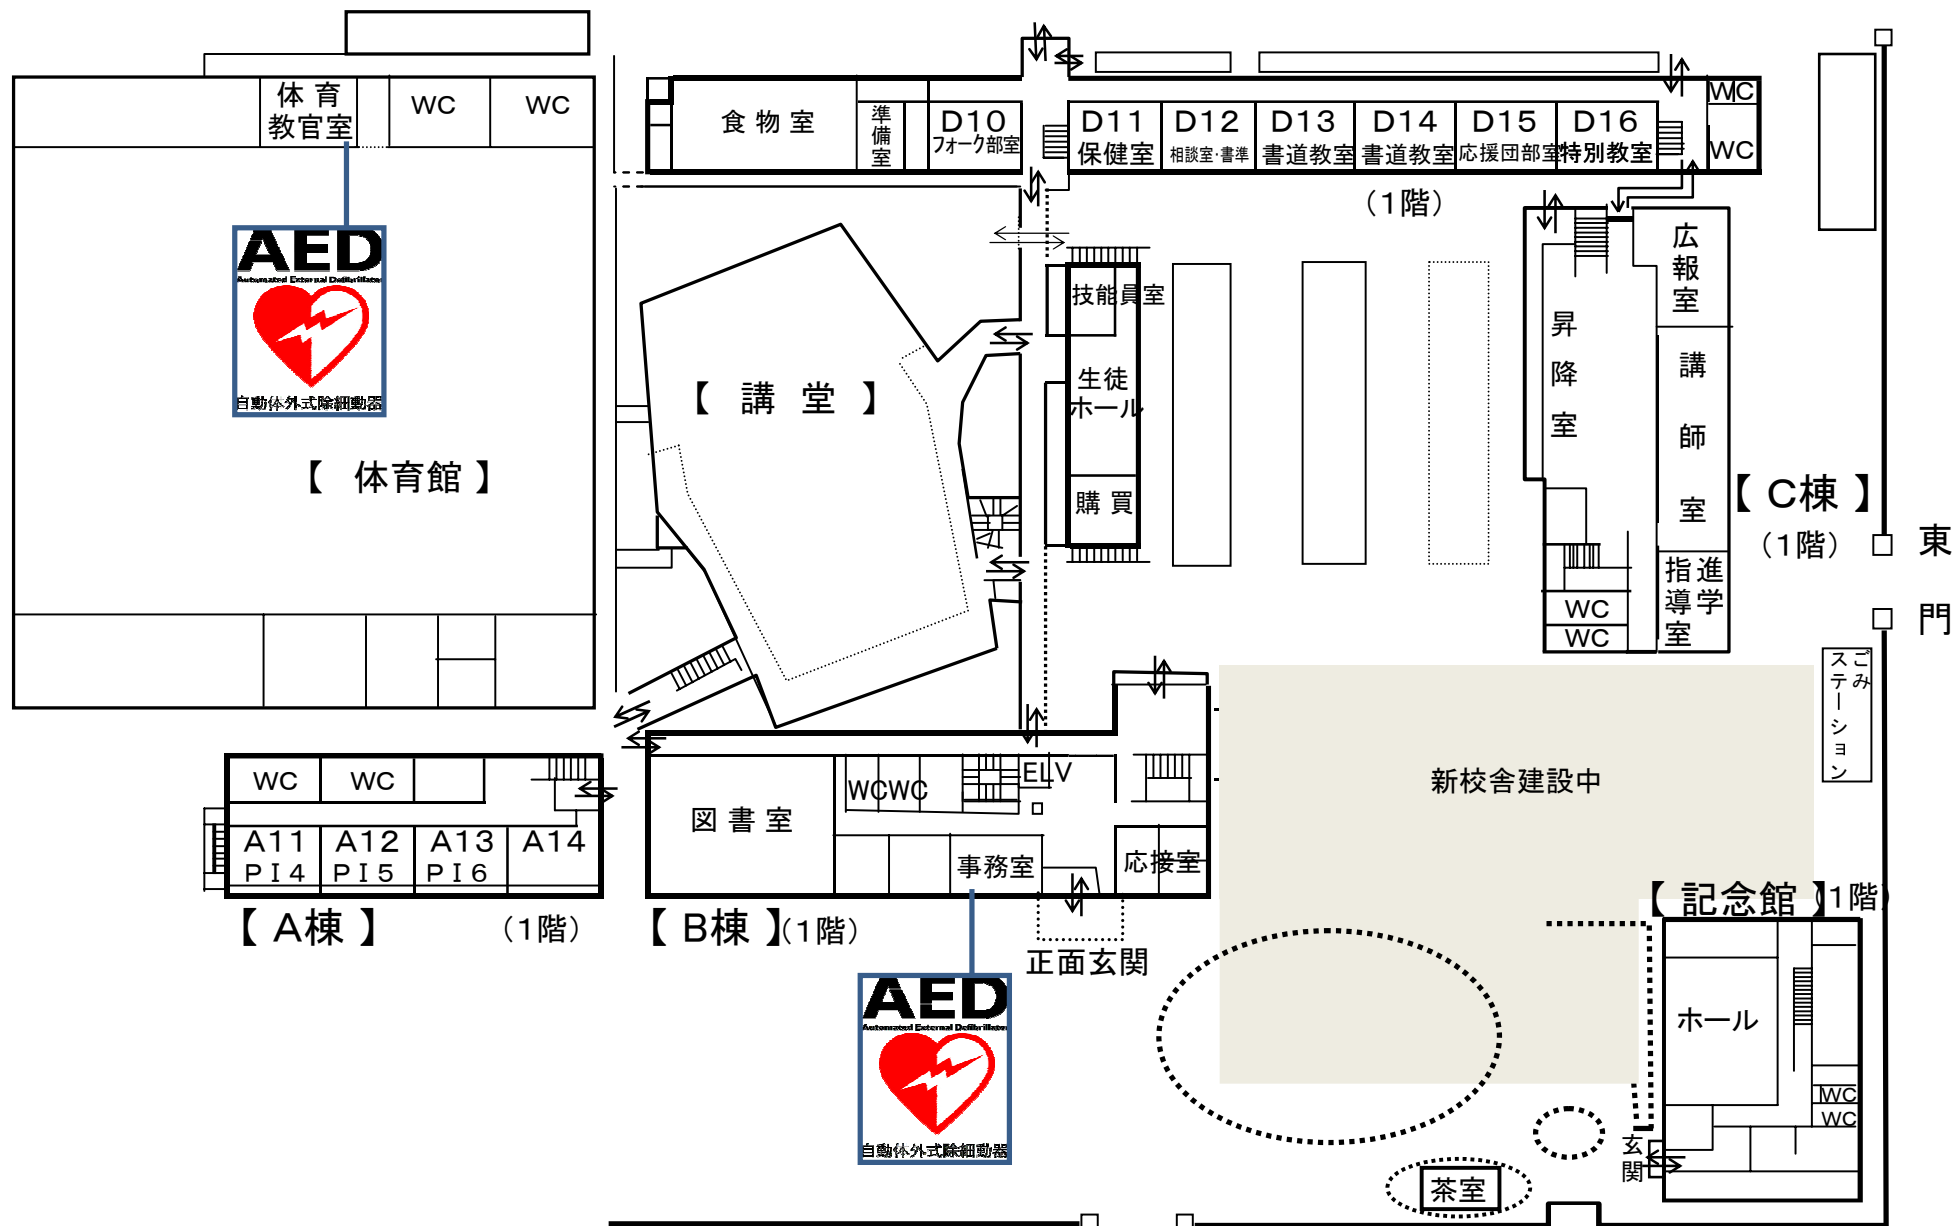 体 育
教官室
WC
WC
食 物 室
準備室
D10
フォーク部室
D11
保健室
D12
相談室・書準
D13
書道教室
D14
書道教室
D15
応援団部室
D16
特別教室
WC
WC
（1階）
AED
Automated External Defibrillator
自動体外式除細動器
【 体育館 】
【 講 堂 】
技能員室
生徒
ホール
購 買
広報室
昇降室
講師室
進学
指導室
WC
WC
【 C棟 】
（1階）
東
門
ごみ
ステーション
新校舎建設中
WC
WC
A11
PI4
A12
PI5
A13
PI6
A14
【 A棟 】
（1階）
図 書 室
WC
WC
ELV
事務室
応接室
【 B棟 】
（1階）
正面玄関
AED
Automated External Defibrillator
自動体外式除細動器
【 記念館 】
（1階）
ホール
WC
WC
玄関
茶室